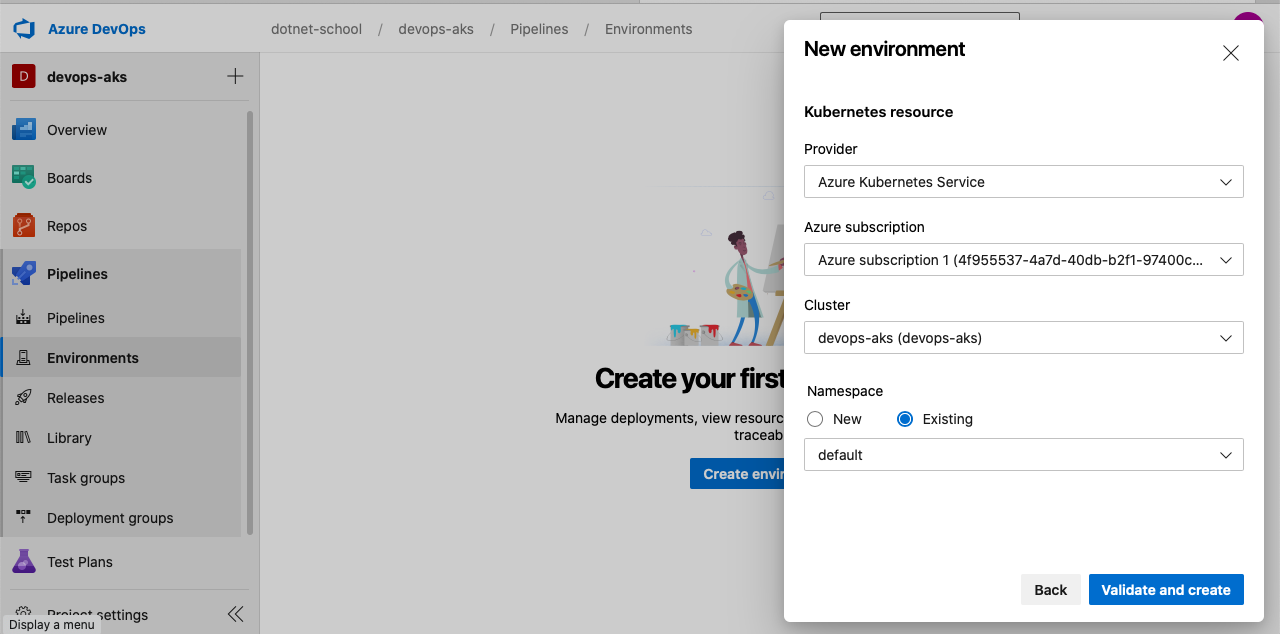 Azure DevOps
dotnet-school / devops-aks / Pipelines / Environments
D devops-aks
Overview
Boards
Repos
Pipelines
Pipelines
Environments
Releases
Library
Task groups
Deployment groups
Test Plans
Project settings
Display a menu
Create your first
Manage deployments, view resourc
traceab
Create envir
New environment
Kubernetes resource
Provider
Azure Kubernetes Service
Azure subscription
Azure subscription 1 (4f955537-4a7d-40db-b2f1-97400c...
Cluster
devops-aks (devops-aks)
Namespace
New Existing
default
Back Validate and create